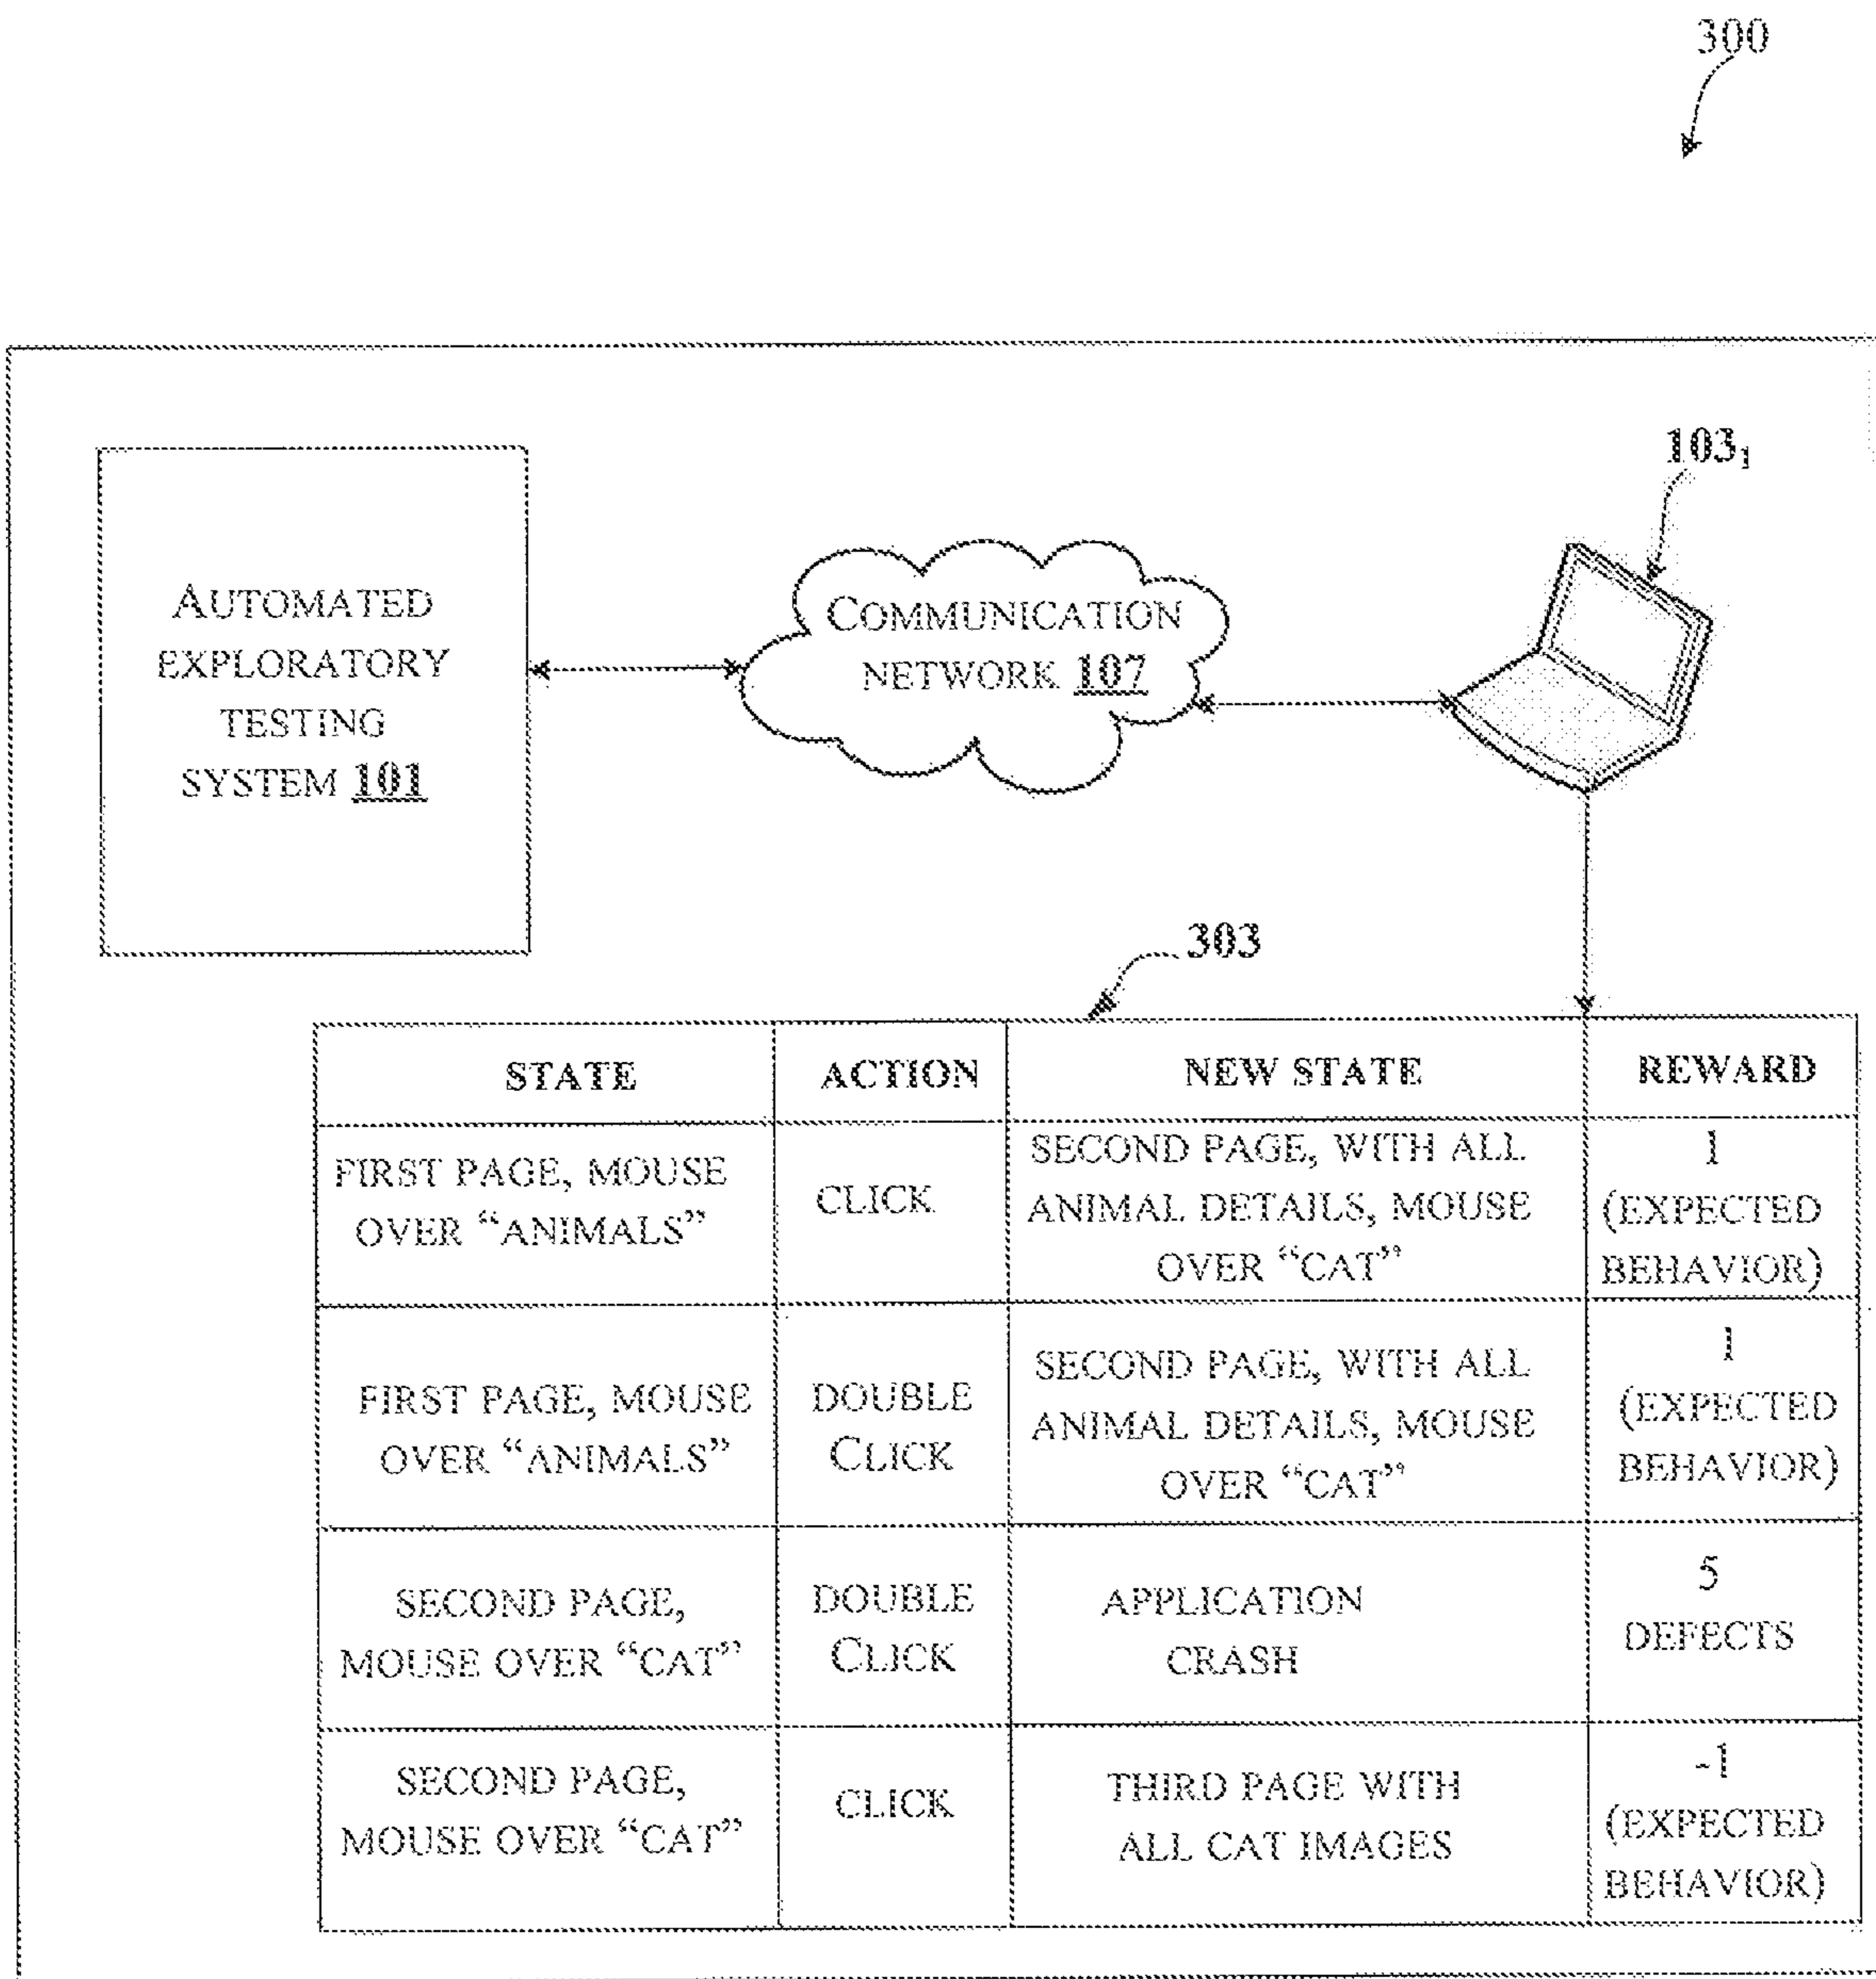 300
103₁
AUTOMATED
EXPLORATORY
TESTING
SYSTEM 101
COMMUNICATION
NETWORK 107
303
STATE
ACTION
NEW STATE
REWARD
FIRST PAGE, MOUSE
OVER “ANIMALS”
CLICK
SECOND PAGE, WITH ALL
ANIMAL DETAILS, MOUSE
OVER “CAT”
1
(EXPECTED
BEHAVIOR)
FIRST PAGE, MOUSE
OVER “ANIMALS”
DOUBLE
CLICK
SECOND PAGE, WITH ALL
ANIMAL DETAILS, MOUSE
OVER “CAT”
1
(EXPECTED
BEHAVIOR)
SECOND PAGE,
MOUSE OVER “CAT”
DOUBLE
CLICK
APPLICATION
CRASH
5
DEFECTS
SECOND PAGE,
MOUSE OVER “CAT”
CLICK
THIRD PAGE WITH
ALL CAT IMAGES
-1
(EXPECTED
BEHAVIOR)